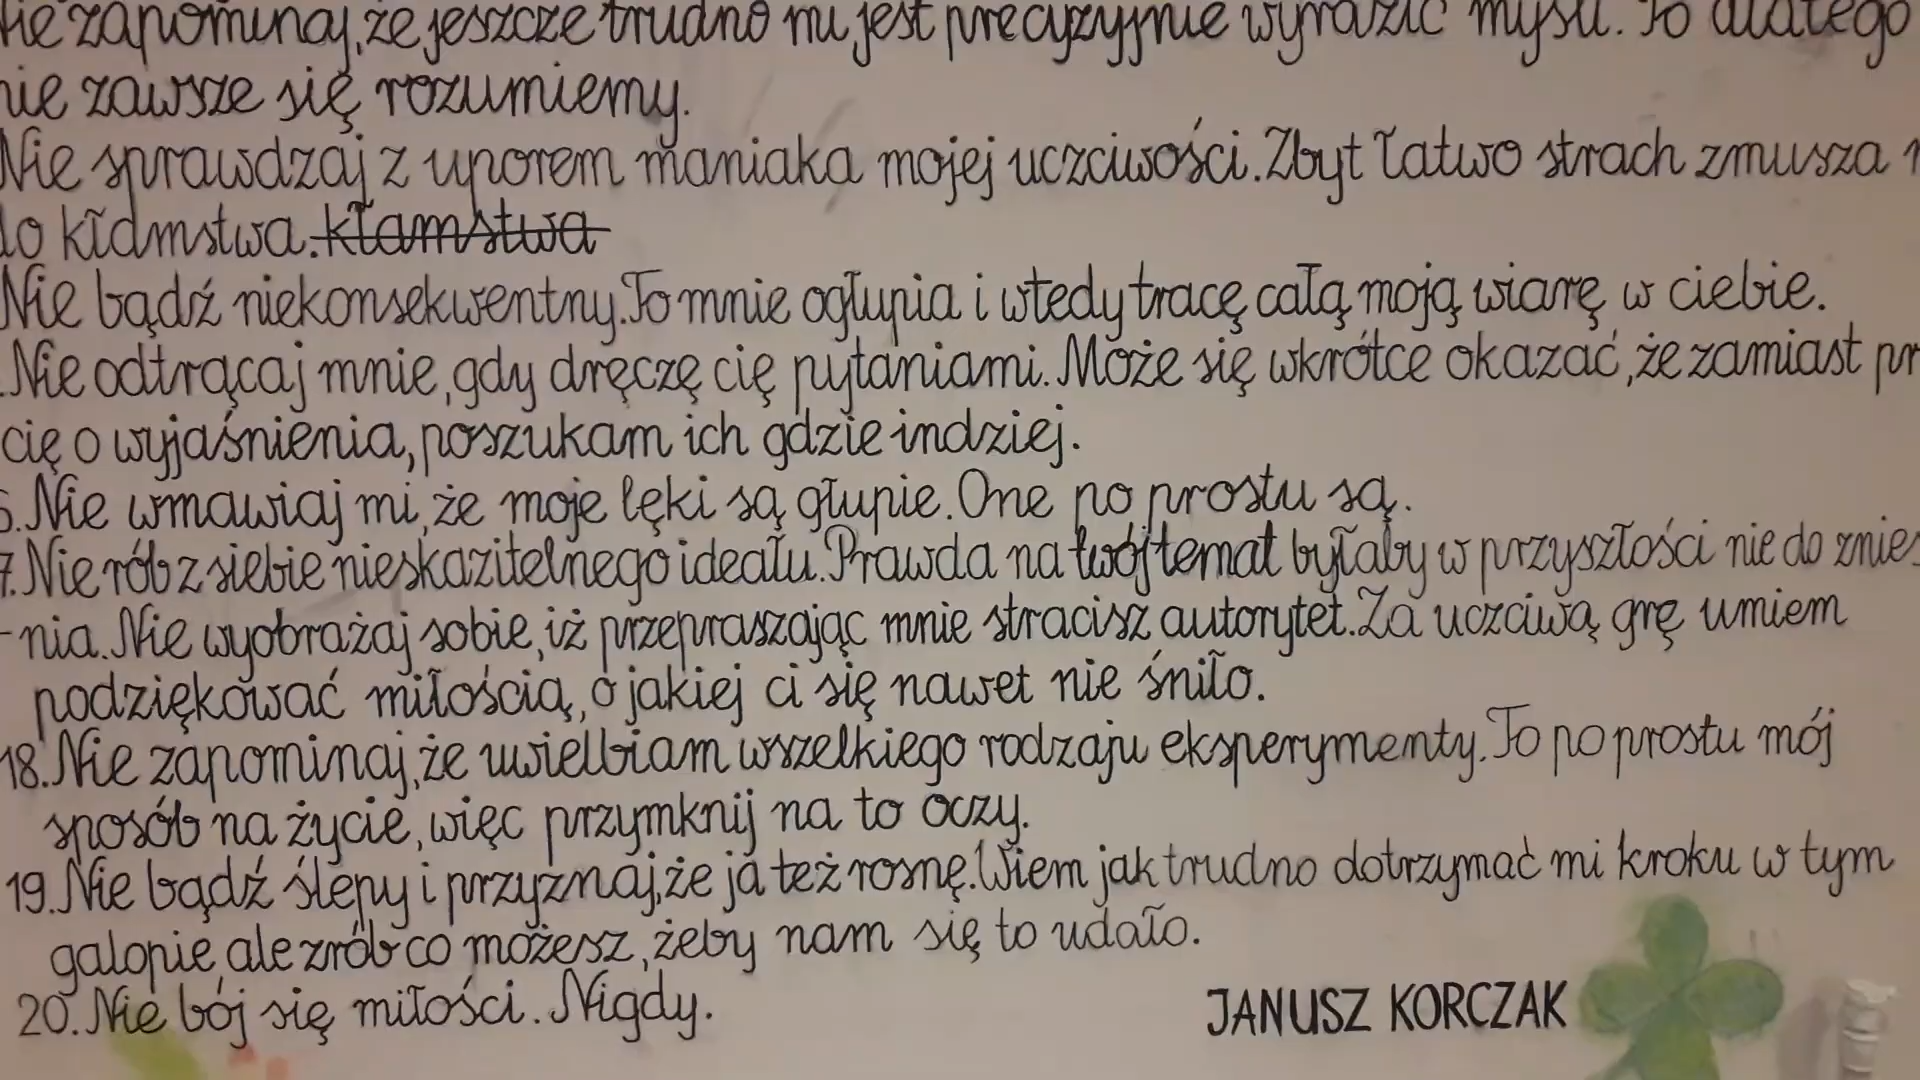 Nie zapominaj, że jeszcze trudno mi jest precyzyjnie wyrazić myśli. To dlatego
nie zawsze się rozumiemy.
Nie sprawdzaj z uporem maniaka mojej uczciwości. Zbyt łatwo strach zmusza
do kłamstwa. kłamstwa
Nie bądź niekonsekwentny. To mnie ogłupia i wtedy tracę całą moją wiarę w ciebie.
. Nie odtrącaj mnie, gdy dręczę cię pytaniami. Może się wkrótce okazać, że zamiast pr
cię o wyjaśnienia, poszukam ich gdzie indziej.
6. Nie wmawiaj mi, że moje lęki są głupie. One po prostu są.
7. Nie rób z siebie nieskazitelnego ideału. Prawda na twój temat byłaby w przyszłości nie do znies
-nia. Nie wyobrażaj sobie, iż przepraszając mnie stracisz autorytet. Za uczciwą grę umiem
podziękować miłością, o jakiej ci się nawet nie śniło.
18. Nie zapominaj, że uwielbiam wszelkiego rodzaju eksperymenty. To po prostu mój
sposób na życie, więc przymknij na to oczy.
19. Nie bądź ślepy i przyznaj, że ja też rosnę. Wiem jak trudno dotrzymać mi kroku w tym
galopie, ale zrób co możesz, żeby nam się to udało.
20. Nie bój się miłości. Nigdy.
JANUSZ KORCZAK